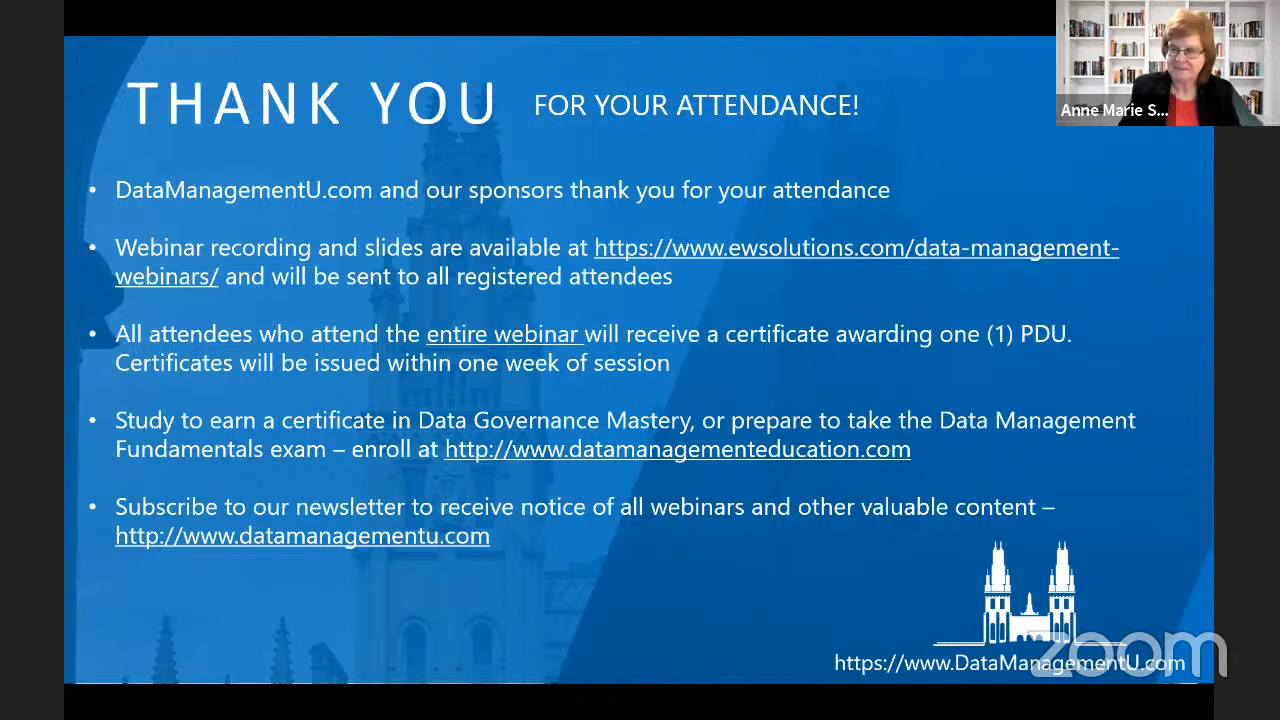 THANK YOU FOR YOUR ATTENDANCE!
Anne Marie S...
• DataManagementU.com and our sponsors thank you for your attendance
• Webinar recording and slides are available at https://www.ewsolutions.com/data-management-
webinars/ and will be sent to all registered attendees
• All attendees who attend the entire webinar will receive a certificate awarding one (1) PDU.
Certificates will be issued within one week of session
• Study to earn a certificate in Data Governance Mastery, or prepare to take the Data Management
Fundamentals exam – enroll at http://www.datamanagementeducation.com
• Subscribe to our newsletter to receive notice of all webinars and other valuable content –
http://www.datamanagementu.com
https://www.DataManagementU.com
zoom